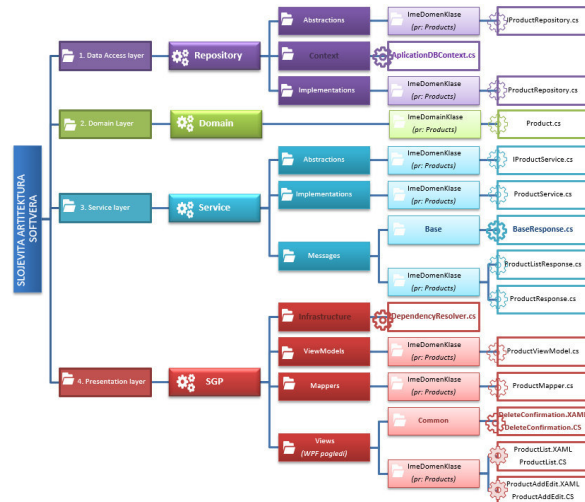 SLOJEVITA ARTITEKTURA
SOFTVERA
1. Data Access layer
Repository
Abstractions
ImeDomenKlase
(pr: Products)
IProductRepository.cs
Context
AplicationDBContext.cs
Implementations
ImeDomenKlase
(pr: Products)
ProductRepository.cs
2. Domain Layer
Domain
ImeDomainKlase
(pr: Products)
Product.cs
3. Service layer
Service
Abstractions
ImeDomenKlase
(pr: Products)
IProductService.cs
Implementations
ImeDomenKlase
(pr: Products)
ProductService.cs
Messages
Base
BaseResponse.cs
ImeDomenKlase
(pr: Products)
ProductListResponse.cs
ProductResponse.cs
4. Presentation layer
SGP
Infrastructure
DependencyResolver.cs
ViewModels
ImeDomenKlase
(pr: Products)
ProductViewModel.cs
Mappers
ImeDomenKlase
(pr: Products)
ProductMapper.cs
Views
(WPF pogledi)
Common
DeleteConfirmation.XAML
DeleteConfirmation.CS
ImeDomenKlase
(pr: Products)
ProductList.XAML
ProductList.CS
ProductAddEdit.XAML
ProductAddEdit.CS